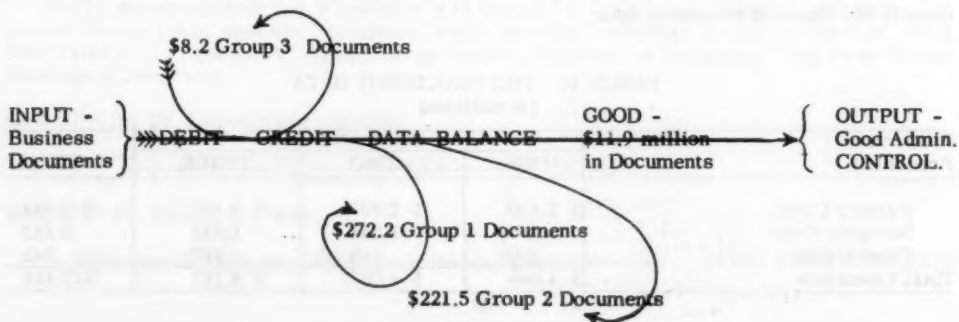 $8.2 Group 3 Documents
INPUT -
Business
Documents
DEBIT CREDIT DATA BALANCE
GOOD -
$11.9 million
in Documents
OUTPUT -
Good Admin.
CONTROL.
$272.2 Group 1 Documents
$221.5 Group 2 Documents